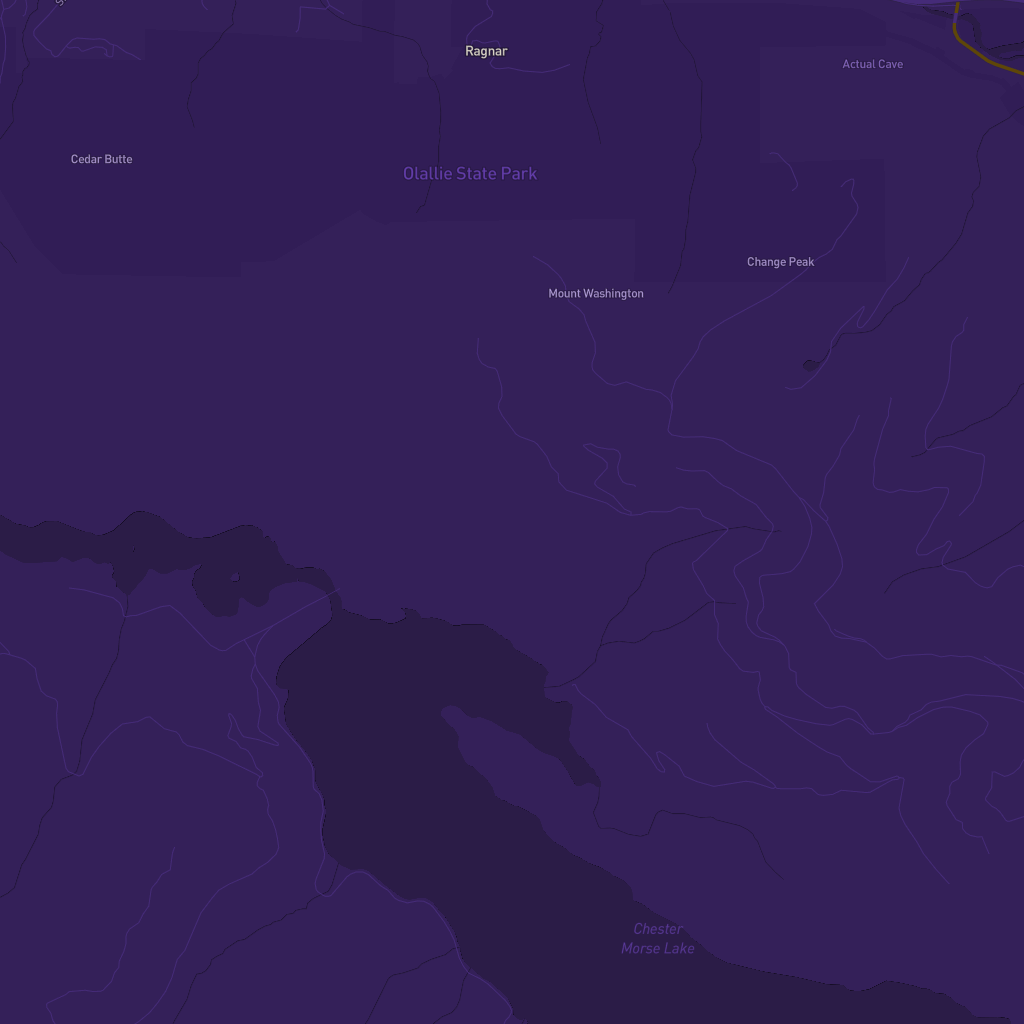 Ragnar
Actual Cave
Cedar Butte
Olallie State Park
Change Peak
Mount Washington
Chester
Morse Lake